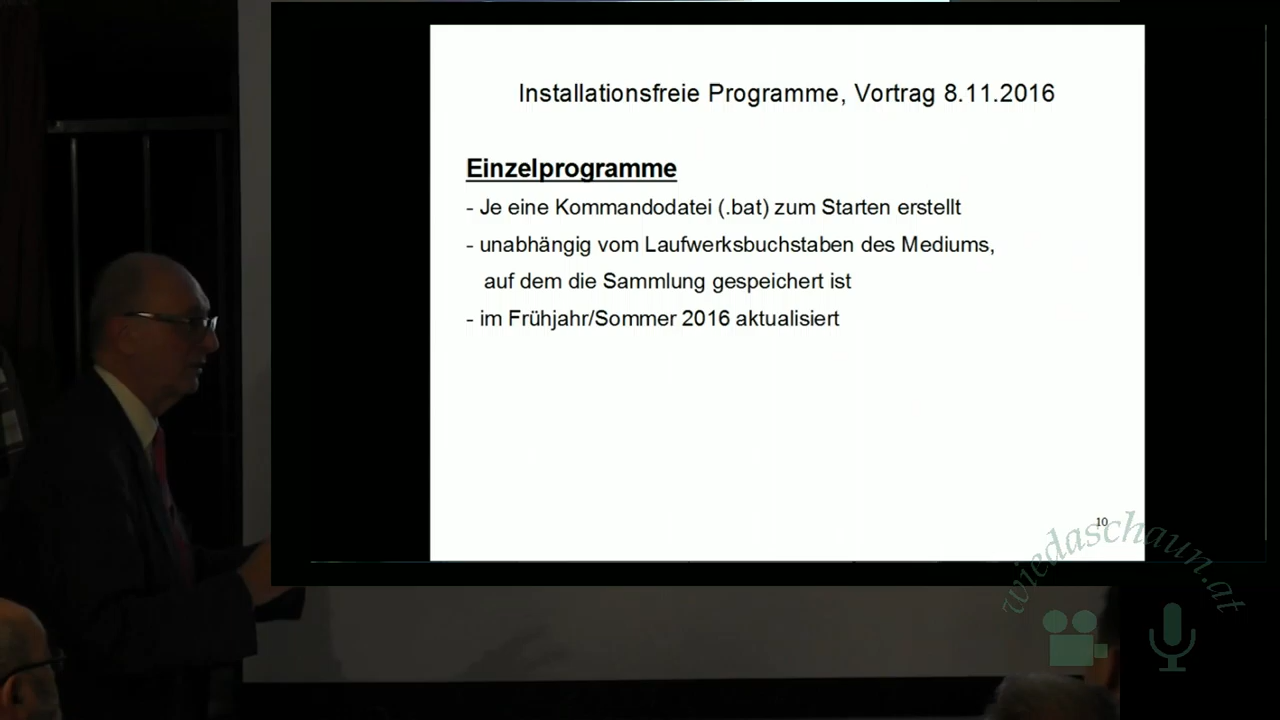 Installationsfreie Programme, Vortrag 8.11.2016
Einzelprogramme
- Je eine Kommandodatei (.bat) zum Starten erstellt
- unabhängig vom Laufwerksbuchstaben des Mediums,
auf dem die Sammlung gespeichert ist
- im Frühjahr/Sommer 2016 aktualisiert
10
wiedaschaun.at